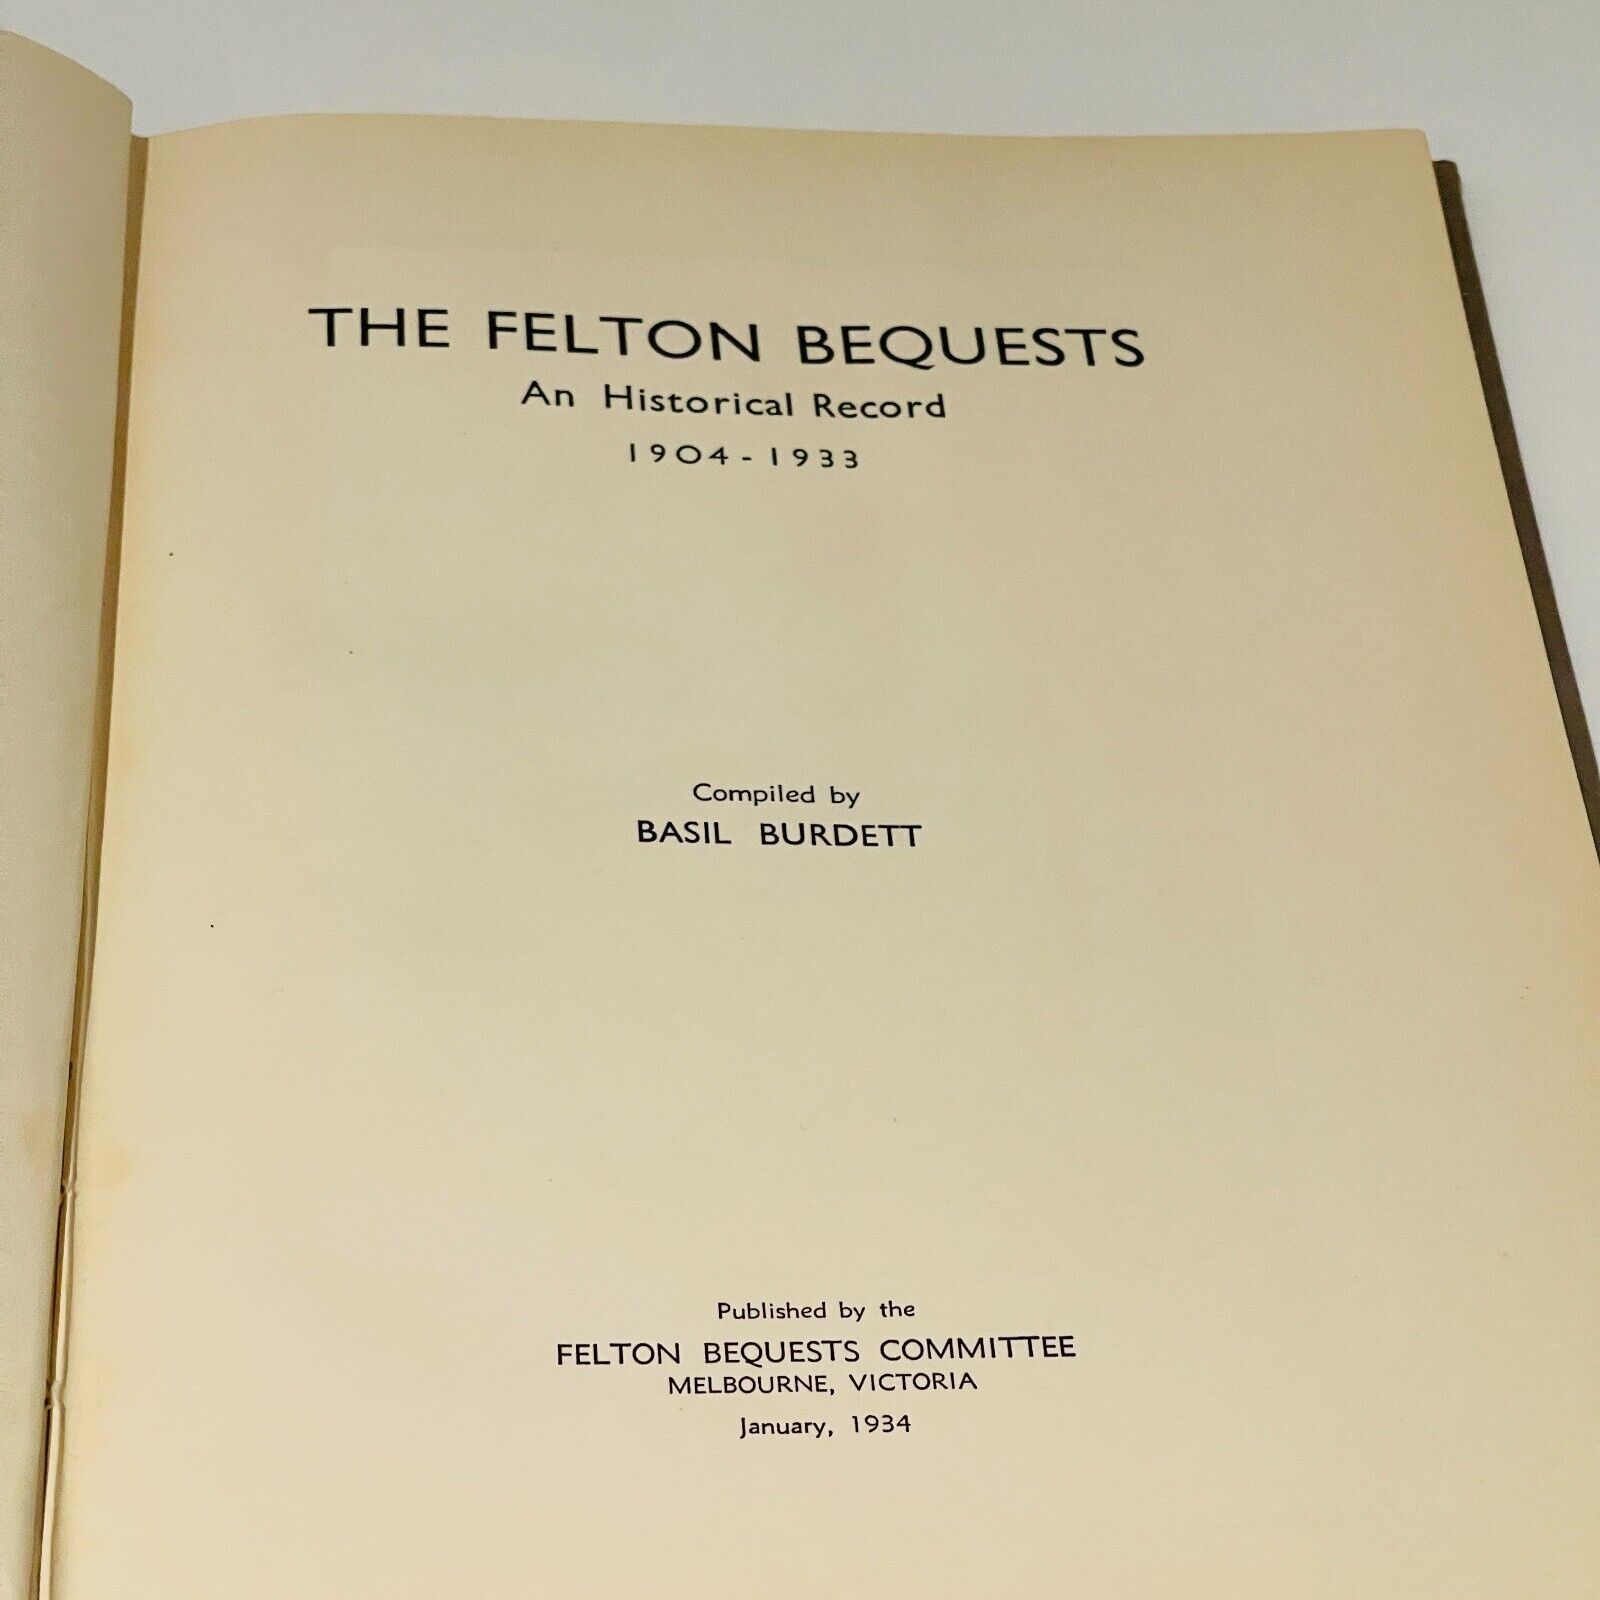 THE FELTON BEQUESTS
An Historical Record
1904-1933
Compiled by
BASIL BURDETT
Published by the
FELTON BEQUESTS COMMITTEE
MELBOURNE, VICTORIA
January, 1934